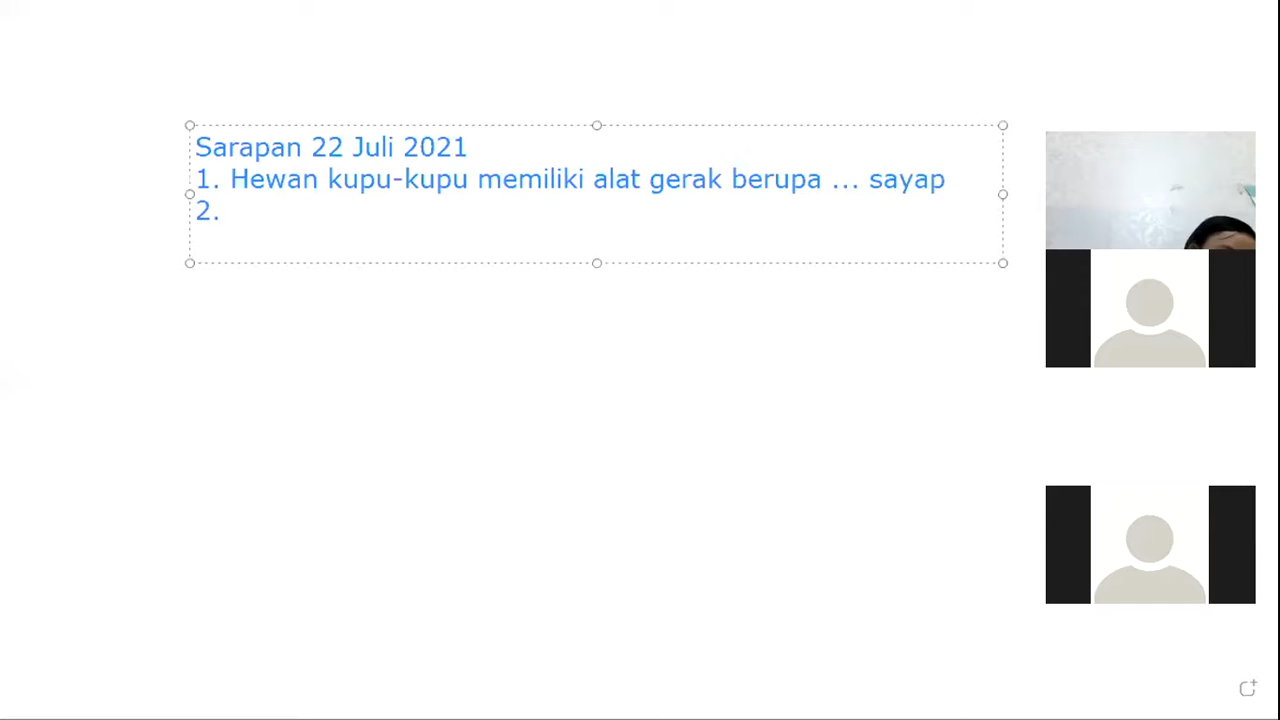 Sarapan 22 Juli 2021
1. Hewan kupu-kupu memiliki alat gerak berupa ... sayap
2.